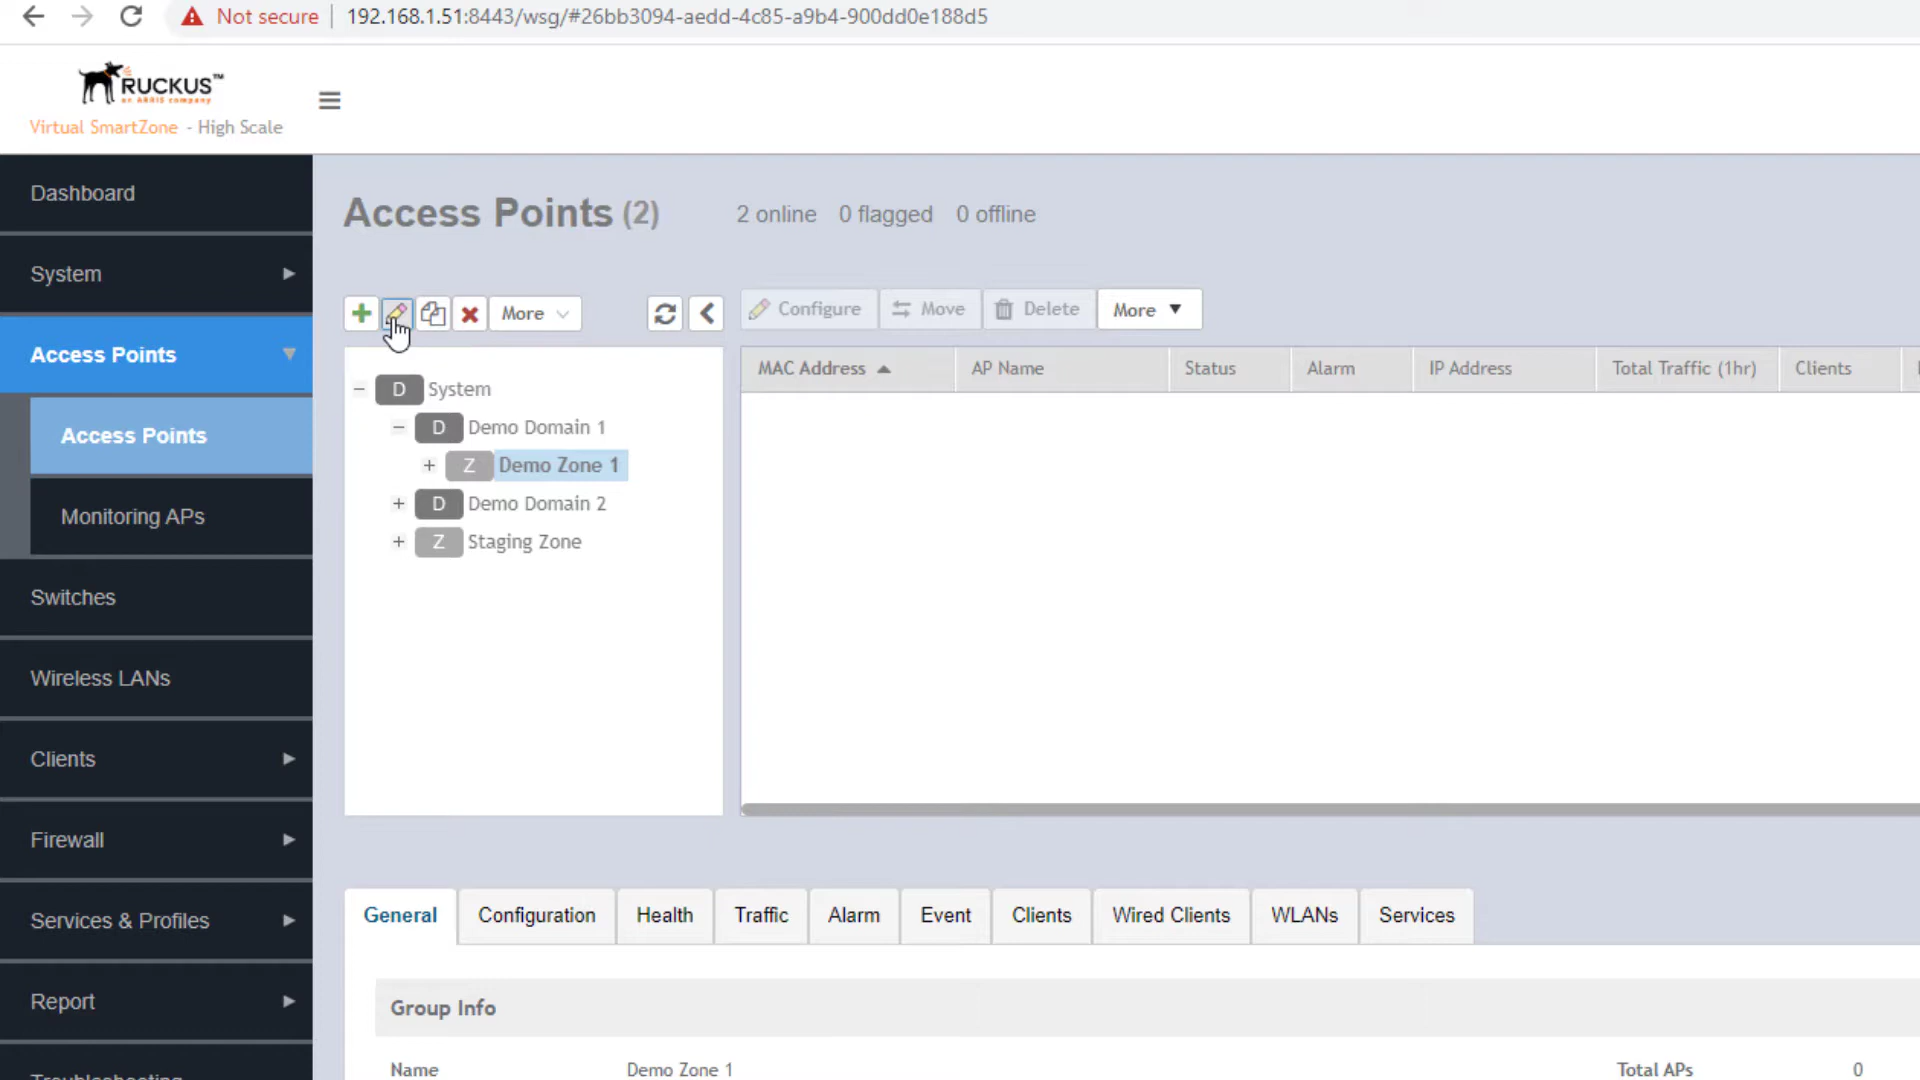 Not secure
192.168.1.51:8443/wsg/#26bb3094-aedd-4c85-a9b4-900dd0e188d5
RUCKUS™
an ARRIS company
Virtual SmartZone - High Scale
Dashboard
System
Access Points
Access Points
Monitoring APs
Switches
Wireless LANs
Clients
Firewall
Services & Profiles
Report
Troubleshooting
Access Points (2)
2 online 0 flagged 0 offline
More
Configure
Move
Delete
More
D System
D Demo Domain 1
Z Demo Zone 1
D Demo Domain 2
Z Staging Zone
MAC Address AP Name Status Alarm IP Address Total Traffic (1hr) Clients
General Configuration Health Traffic Alarm Event Clients Wired Clients WLANs Services
Group Info
Name Demo Zone 1 Total APs 0